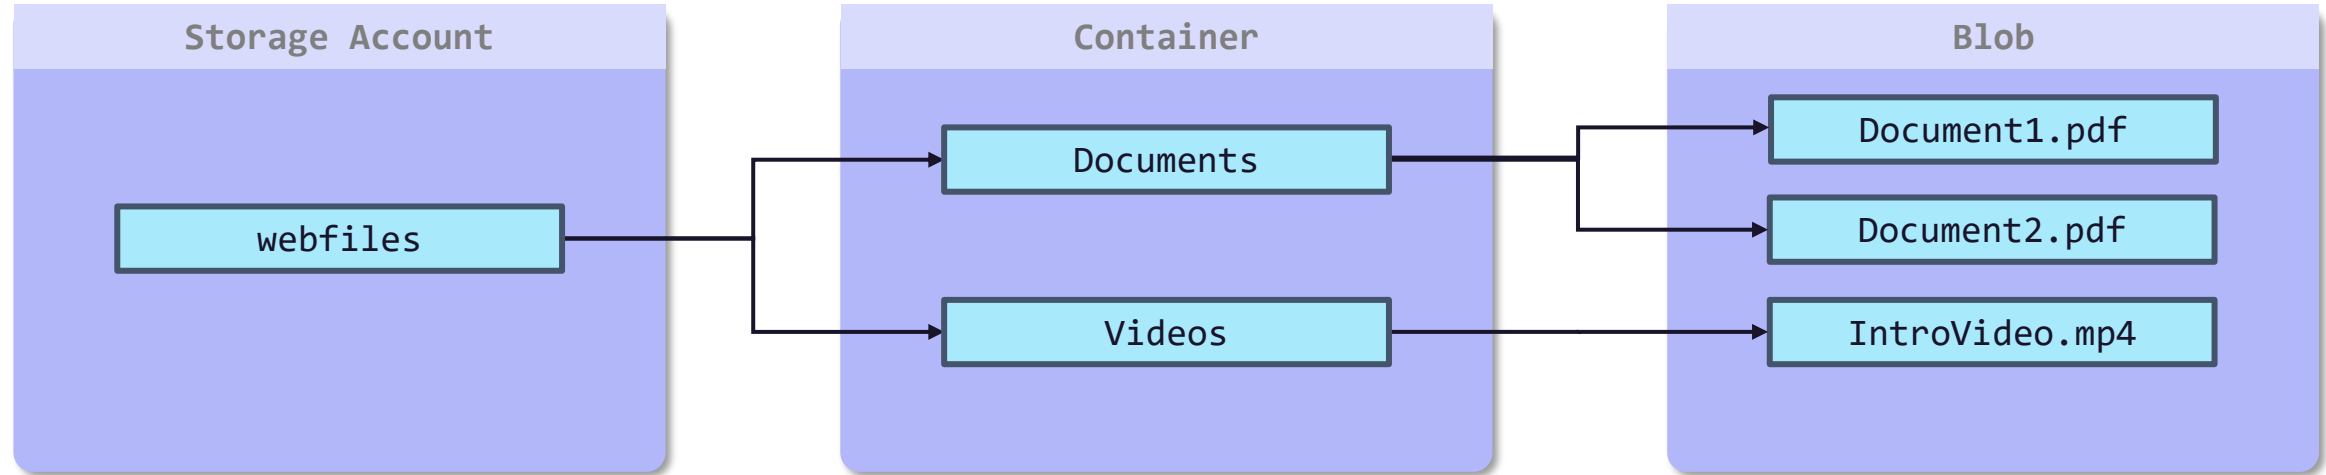 Storage Account
webfiles
Container
Documents
Videos
Blob
Document1.pdf
Document2.pdf
IntroVideo.mp4